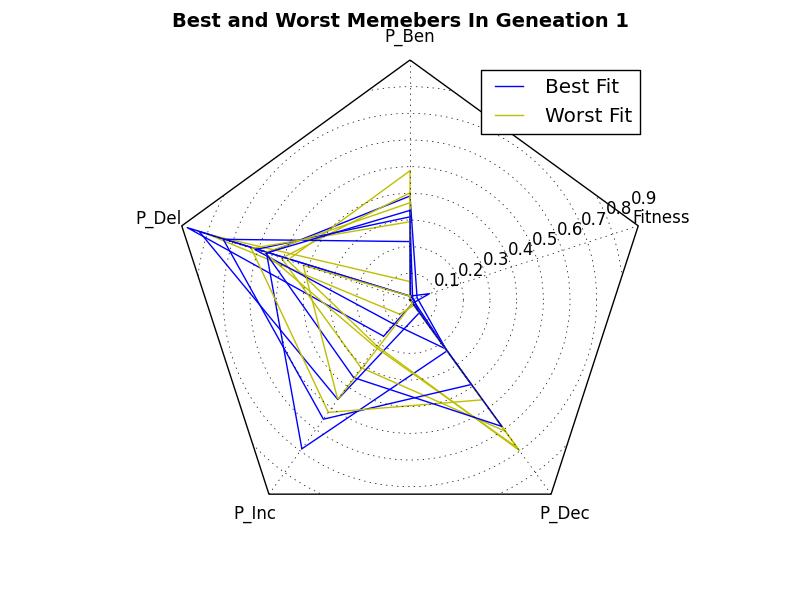 Best and Worst Memebers In Geneation 1
P_Ben
Best Fit
Worst Fit
P_Del
0.9
0.8
Fitness
0.7
0.6
0.5
0.4
0.3
0.2
0.1
P_Inc
P_Dec